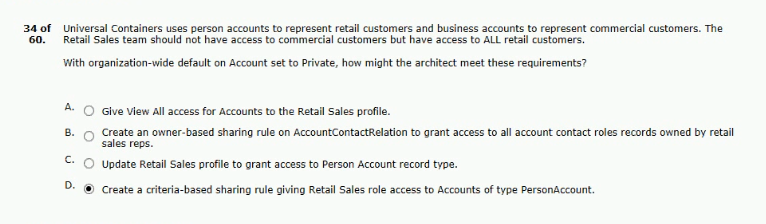 34 of Universal Containers uses person accounts to represent retail customers and business accounts to represent commercial customers. The
60. Retail Sales team should not have access to commercial customers but have access to ALL retail customers.
With organization-wide default on Account set to Private, how might the architect meet these requirements?
A. Give View All access for Accounts to the Retail Sales profile.
B. Create an owner-based sharing rule on AccountContactRelation to grant access to all account contact roles records owned by retail
sales reps.
C. Update Retail Sales profile to grant access to Person Account record type.
D. Create a criteria-based sharing rule giving Retail Sales role access to Accounts of type PersonAccount.